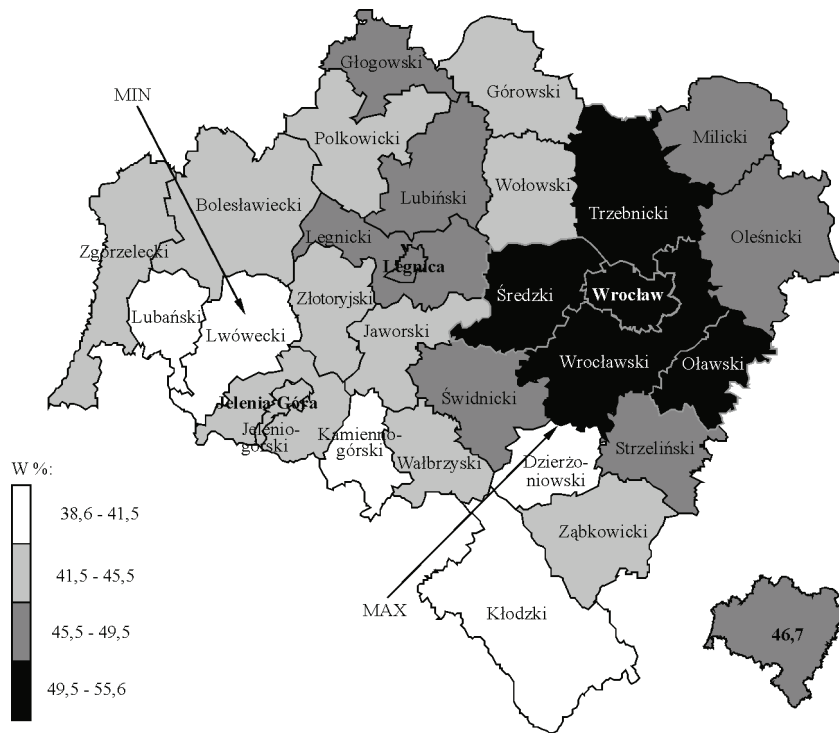 Głogowski
MIN
Górowski
Polkowicki
Milicki
Lubiński
Wołowski
Bolesławiecki
Trzebnicki
Legnicki
Oleśnicki
Zgorzelecki
Legnica
Średzki
Wrocław
Złotoryjski
Lubański
Lwówecki
Jaworski
Wrocławski
Oławski
Świdnicki
Jelenia Góra
Jelenio-
górski
Kamienno-
górski
Wałbrzyski
Strzeliński
Dzierżo-
niowski
W %:
38,6 - 41,5
41,5 - 45,5
45,5 - 49,5
49,5 - 55,6
Ząbkowicki
MAX
Kłodzki
46,7